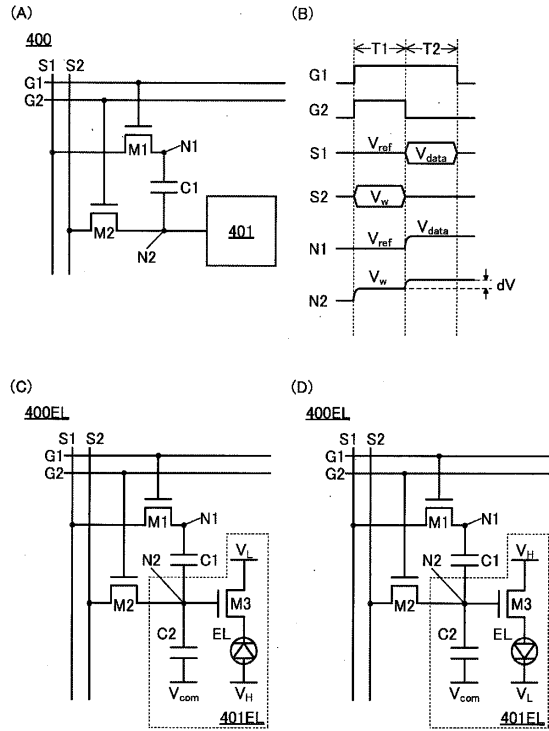 (A)
400
S1 S2
G1
G2
M1
N1
C1
M2
401
N2
(B)
T1 T2
G1
G2
S1 Vref Vdata
S2 Vw
N1 Vref Vdata
N2 Vw dV
(C)
400EL
S1 S2
G1
G2
M1
N1
N2 C1 VL
M2 M3
C2 EL
Vcom VH
401EL
(D)
400EL
S1 S2
G1
G2
M1
N1
N2 C1 VH
M2 M3
C2 EL
Vcom VL
401EL